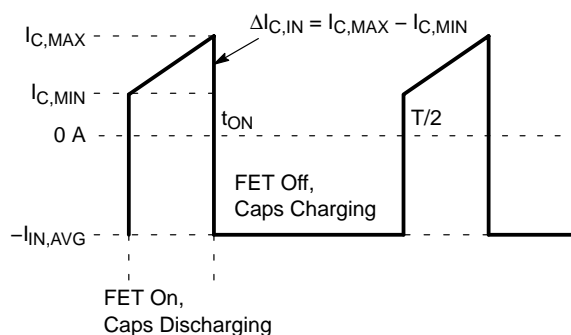 I_C,MAX
ΔI_C,IN = I_C,MAX – I_C,MIN
I_C,MIN
0 A
t_ON
T/2
FET Off,
Caps Charging
–I_IN,AVG
FET On,
Caps Discharging